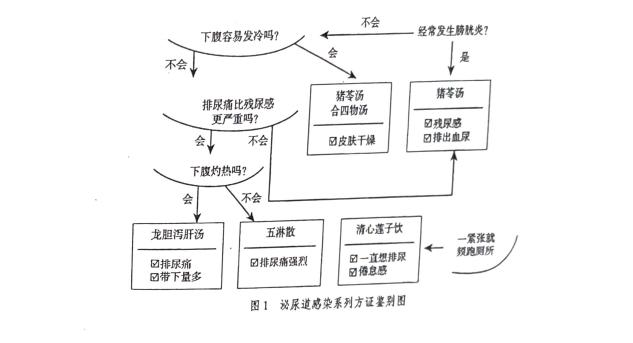 不会
下腹容易发冷吗?
经常发生膀胱炎?
会
是
不会
猪苓汤
合四物汤
☑皮肤干燥
猪苓汤
☑残尿感
☑排出血尿
排尿痛比残尿感
更严重吗?
会
不会
下腹灼热吗?
会
不会
龙胆泻肝汤
☑排尿痛
☑带下量多
五淋散
☑排尿痛强烈
清心莲子饮
☑一直想排尿
☑倦怠感
一紧张就
频跑厕所
图1 泌尿道感染系列方证鉴别图